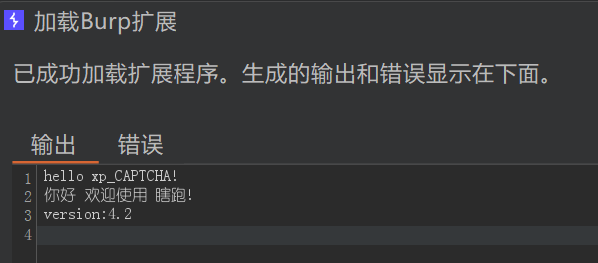 加载Burp扩展
已成功加载扩展程序。生成的输出和错误显示在下面。
输出 错误
1 hello xp_CAPTCHA!
2 你好 欢迎使用 瞎跑!
3 version:4.2
4